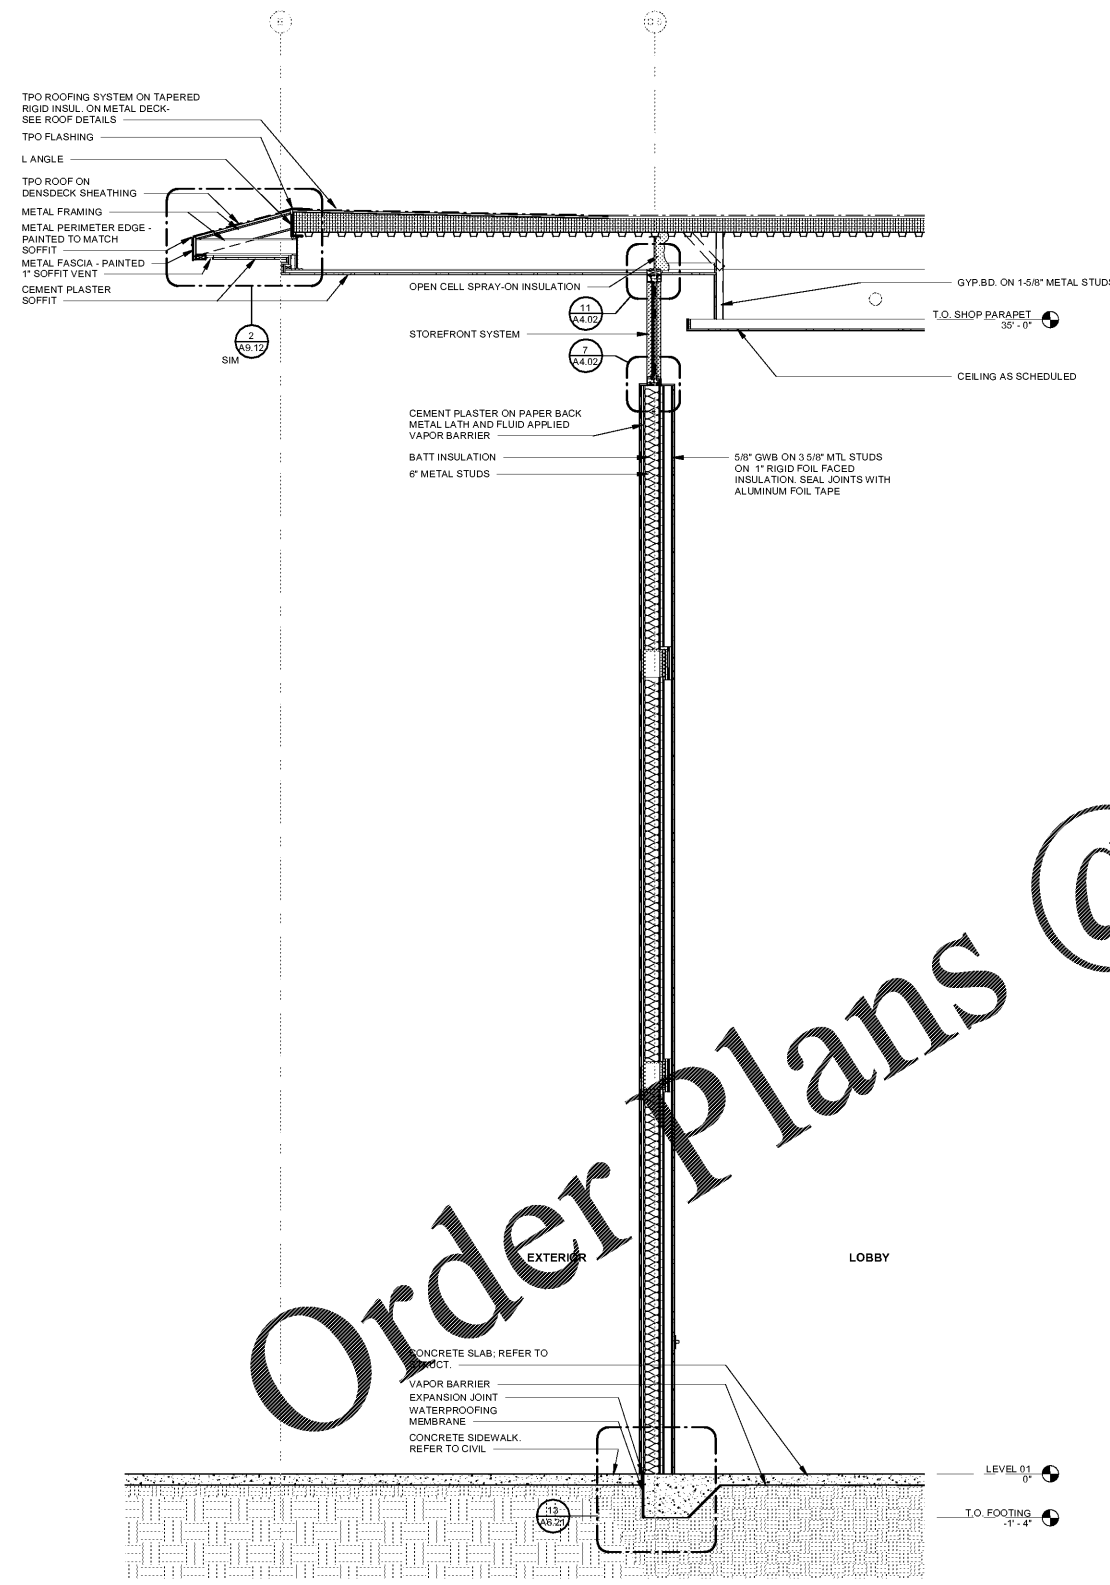 TPO ROOFING SYSTEM ON TAPERED
RIGID INSUL. ON METAL DECK-
SEE ROOF DETAILS
TPO FLASHING
L ANGLE
TPO ROOF ON
DENSDECK SHEATHING
METAL FRAMING
METAL PERIMETER EDGE -
PAINTED TO MATCH
SOFFIT
METAL FASCIA - PAINTED
1" SOFFIT VENT
CEMENT PLASTER
SOFFIT
2
A9.12
SIM
OPEN CELL SPRAY-ON INSULATION
11
A4.02
STOREFRONT SYSTEM
7
A4.02
GYP.BD. ON 1-5/8" METAL STUDS
T.O. SHOP PARAPET
35' - 0"
CEILING AS SCHEDULED
CEMENT PLASTER ON PAPER BACK
METAL LATH AND FLUID APPLIED
VAPOR BARRIER
BATT INSULATION
6" METAL STUDS
5/8" GWB ON 3 5/8" MTL STUDS
ON 1" RIGID FOIL FACED
INSULATION. SEAL JOINTS WITH
ALUMINUM FOIL TAPE
Order Plans ©
EXTERIOR
LOBBY
CONCRETE SLAB; REFER TO
STRUCT.
VAPOR BARRIER
EXPANSION JOINT
WATERPROOFING
MEMBRANE
CONCRETE SIDEWALK.
REFER TO CIVIL
LEVEL 01
0"
13
T.O. FOOTING
-1' - 4"